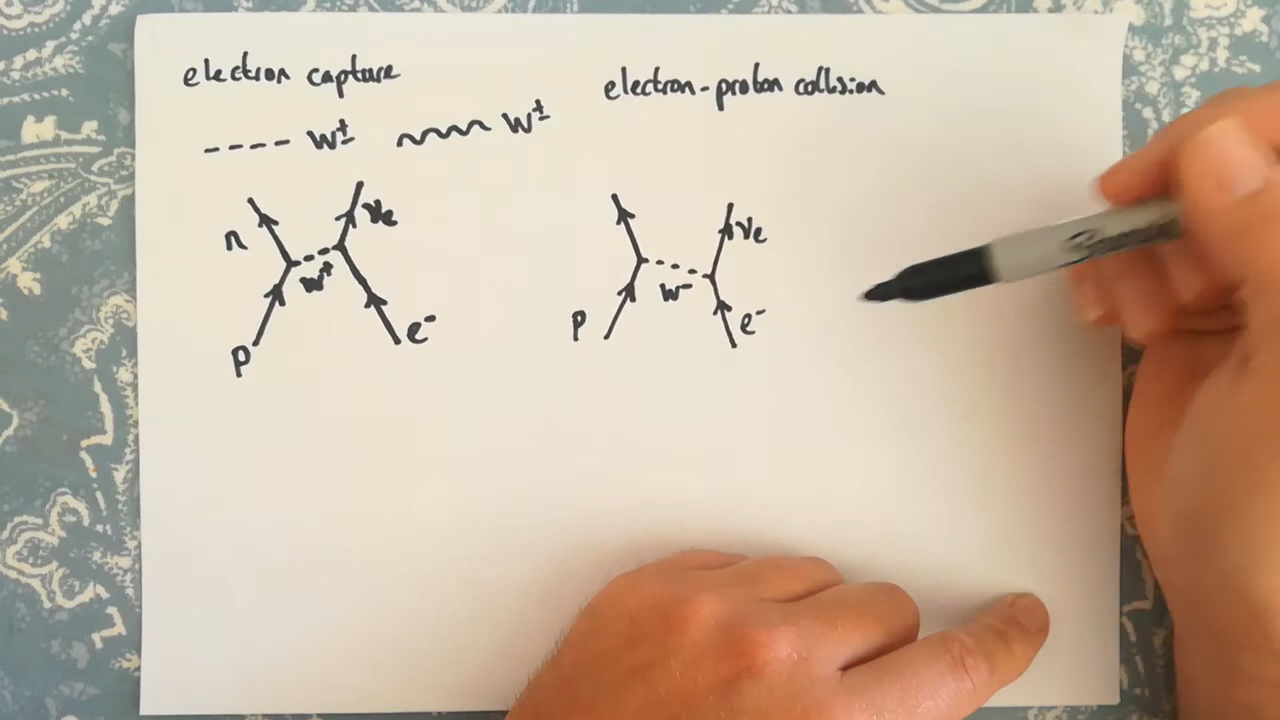 electron capture
electron-proton collision
W± W±
n νe
W+
p e-
νe
W-
p e-